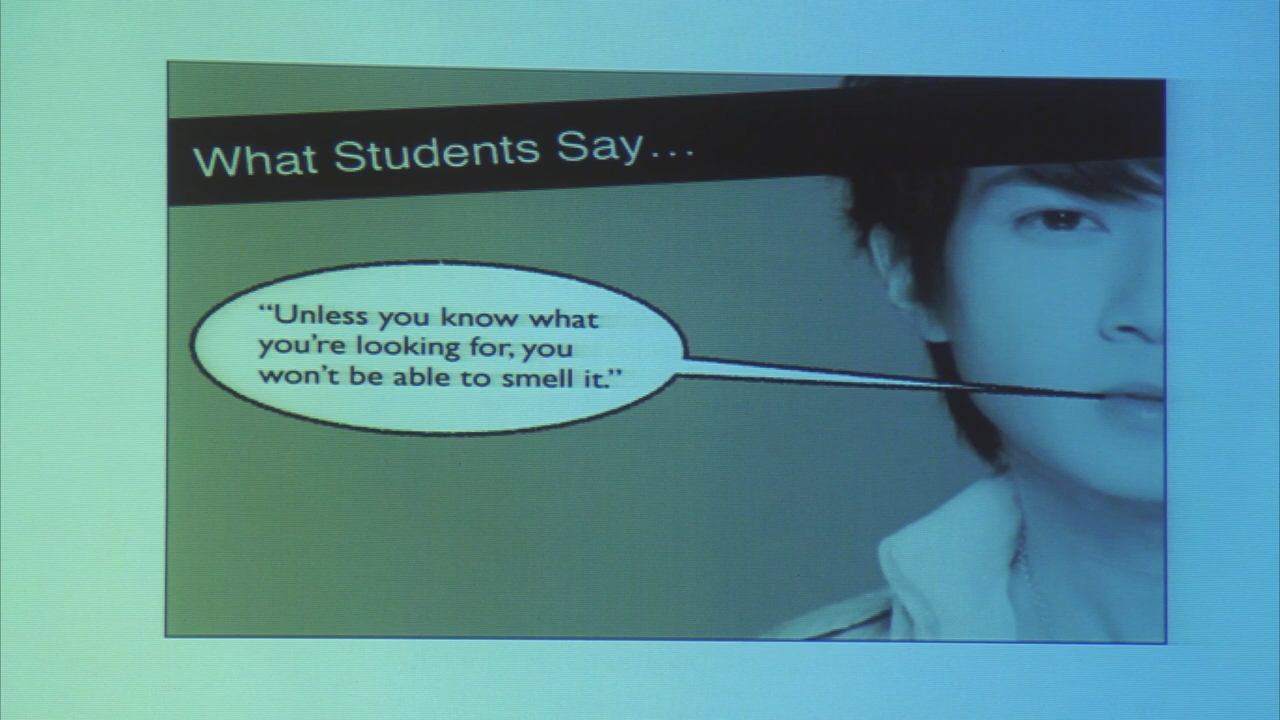 What Students Say...
“Unless you know what
you’re looking for, you
won’t be able to smell it.”